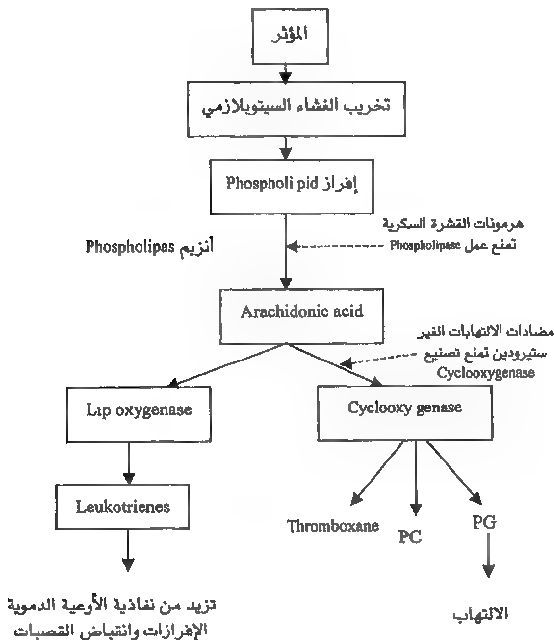 المؤثر
تخريب الغشاء السيتوبلازمي
إفراز Phospholi pid
هرمونات القشرة السكرية
تمنع عمل Phospholipase
أنزيم Phospholipas
Arachidonic acid
مضادات الالتهابات الغير
ستيرودين تمنع تصنيع
Cyclooxygenase
Lip oxygenase
Cyclooxy genase
Leukotrienes
Thromboxane
PC
PG
تزيد من نفاذية الأوعية الدموية
الإفرازات وانتباض القصبات
الالتهاب